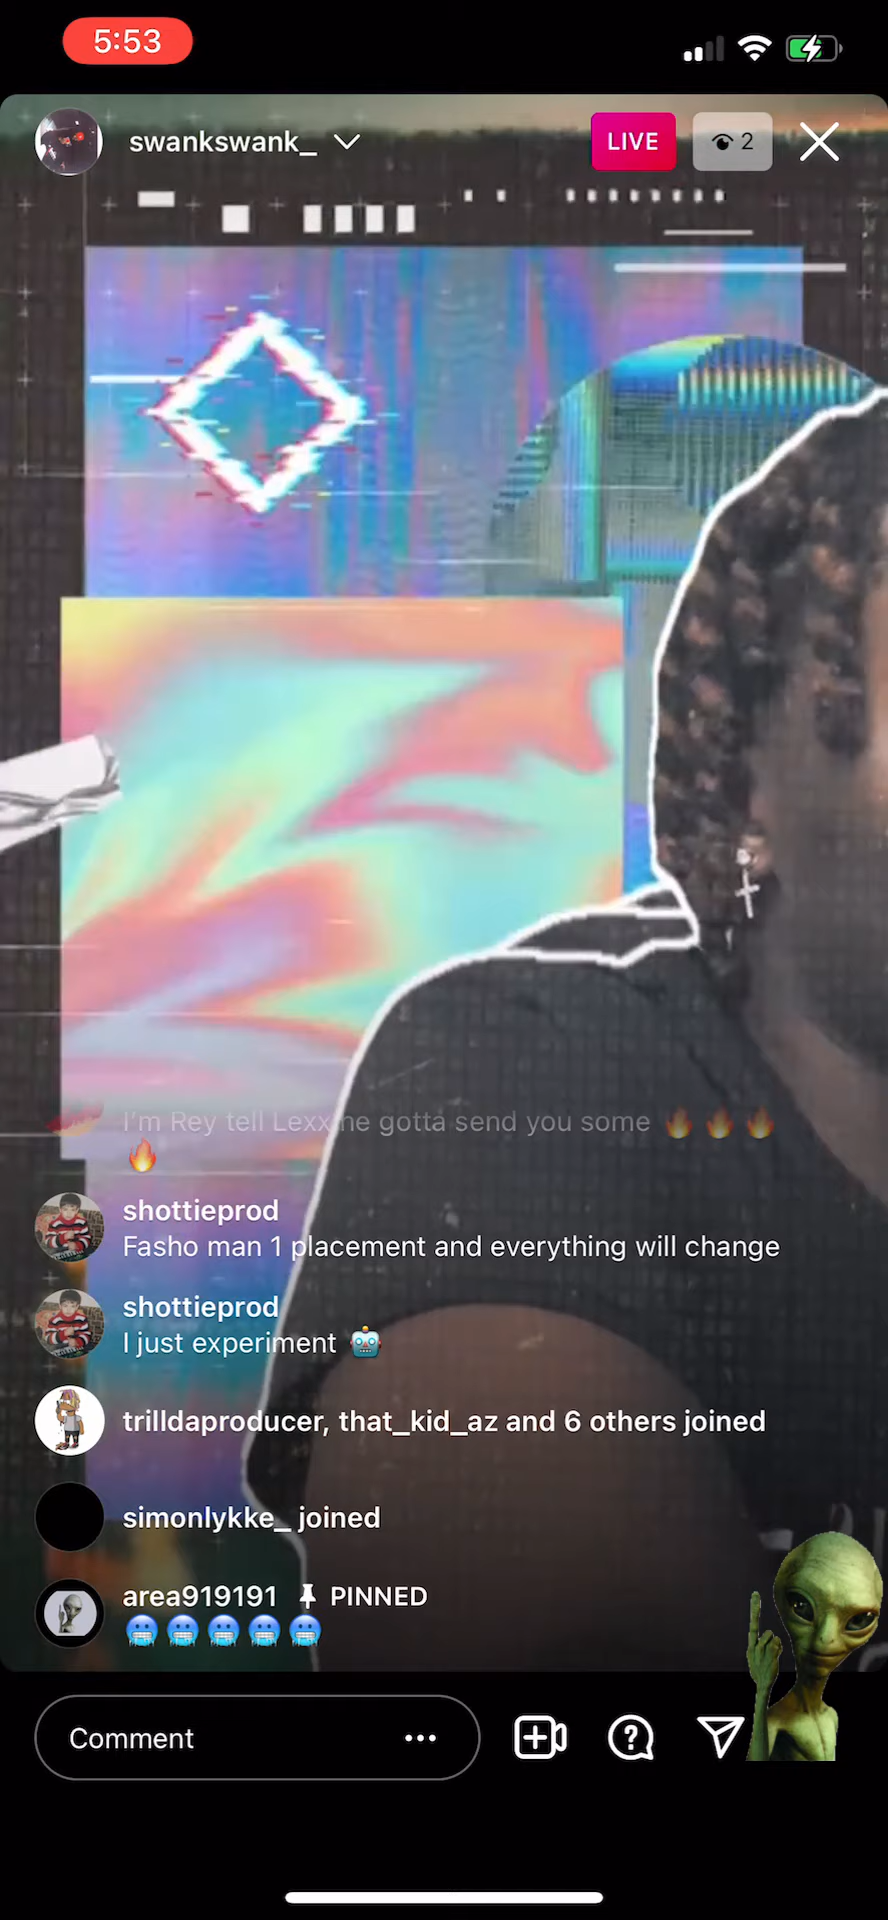 5:53
swankswank_
LIVE
2
I'm Rey tell Lexx he gotta send you some 🔥 🔥 🔥
🔥
shottieprod
Fasho man 1 placement and everything will change
shottieprod
I just experiment 🤖
trilldaproducer, that_kid_az and 6 others joined
simonlykke_ joined
area919191 PINNED
🥶 🥶 🥶 🥶 🥶
Comment